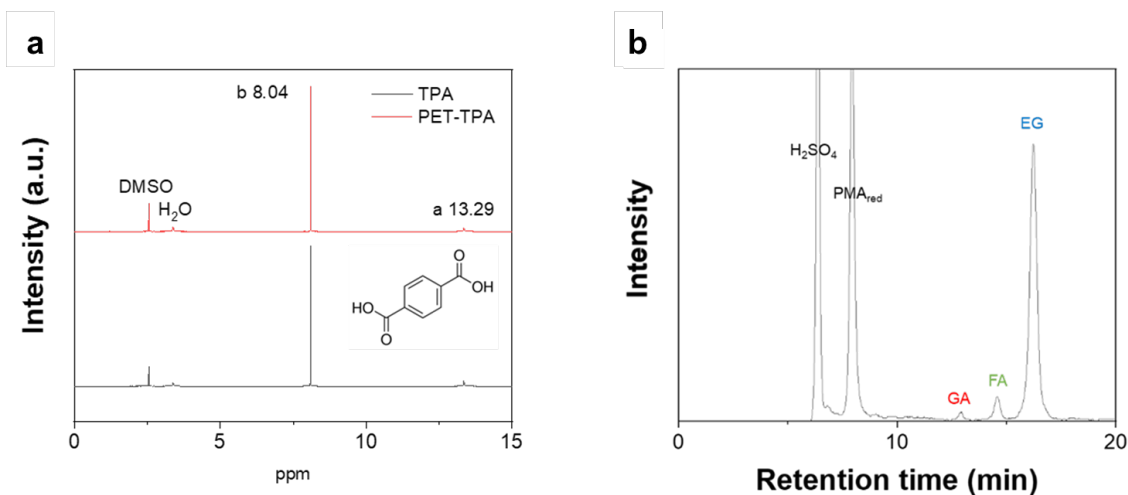 a
b 8.04
TPA
PET-TPA
DMSO
H₂O
a 13.29
O
OH
HO
O
Intensity (a.u.)
0
5
10
15
ppm
b
H₂SO₄
PMAred
EG
FA
GA
Intensity
0
10
20
Retention time (min)